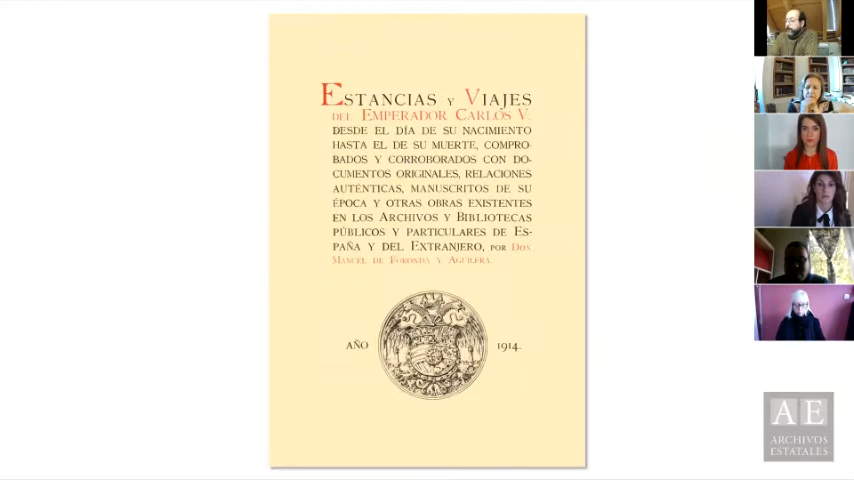 ESTANCIAS Y VIAJES
DEL EMPERADOR CARLOS V.
DESDE EL DÍA DE SU NACIMIENTO
HASTA EL DE SU MUERTE, COMPRO-
BADOS Y CORROBORADOS CON DO-
CUMENTOS ORIGINALES, RELACIONES
AUTÉNTICAS, MANUSCRITOS DE SU
ÉPOCA Y OTRAS OBRAS EXISTENTES
EN LOS ARCHIVOS Y BIBLIOTECAS
PÚBLICOS Y PARTICULARES DE ES-
PAÑA Y DEL EXTRANJERO, POR DON
MANUEL DE FORONDA Y AGUILERA.
AÑO 1914.
AE
ARCHIVOS
ESTATALES